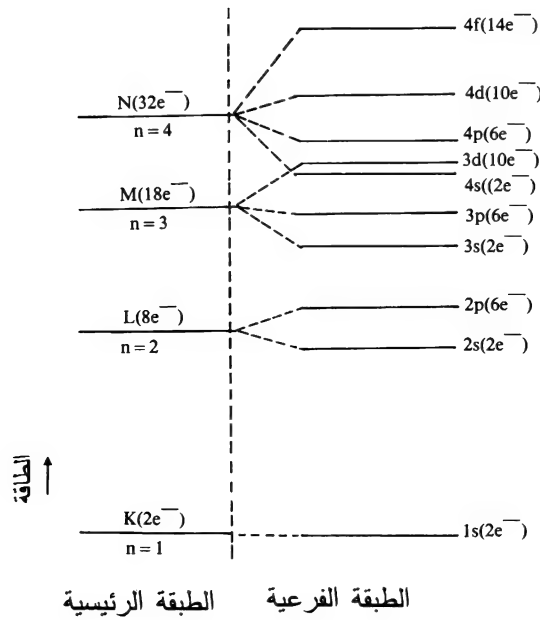 4f(14e⁻)
4d(10e⁻)
N(32e⁻)
n = 4
4p(6e⁻)
3d(10e⁻)
4s((2e⁻)
M(18e⁻)
n = 3
3p(6e⁻)
3s(2e⁻)
2p(6e⁻)
L(8e⁻)
n = 2
2s(2e⁻)
الطاقة
K(2e⁻)
n = 1
1s(2e⁻)
الطبقة الرئيسية
الطبقة الفرعية